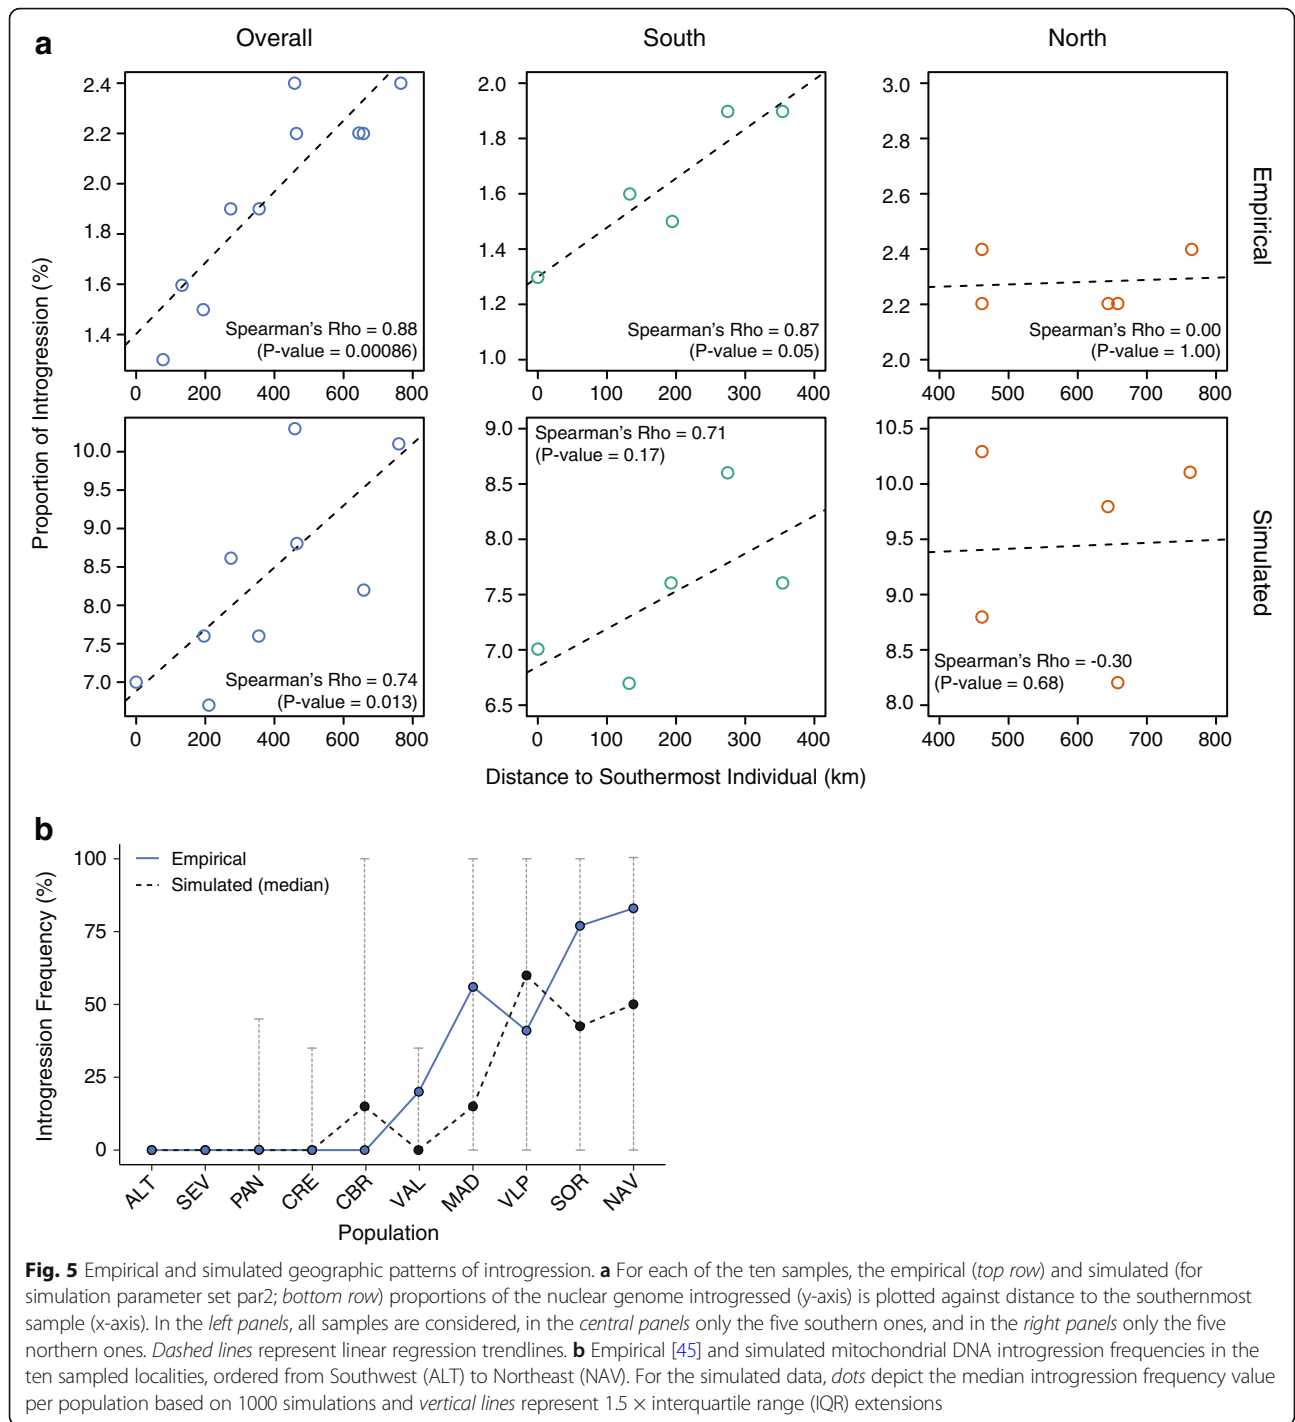 a
Overall
South
North
2.4
2.2
2.0
1.8
1.6
1.4
0 200 400 600 800
Spearman's Rho = 0.88
(P-value = 0.00086)
2.0
1.8
1.6
1.4
1.2
1.0
0 100 200 300 400
Spearman's Rho = 0.87
(P-value = 0.05)
3.0
2.8
2.6
2.4
2.2
2.0
400 500 600 700 800
Spearman's Rho = 0.00
(P-value = 1.00)
Empirical
Proportion of Introgression (%)
10.0
9.5
9.0
8.5
8.0
7.5
7.0
0 200 400 600 800
Spearman's Rho = 0.74
(P-value = 0.013)
9.0
8.5
8.0
7.5
7.0
6.5
0 100 200 300 400
Spearman's Rho = 0.71
(P-value = 0.17)
10.5
10.0
9.5
9.0
8.5
8.0
400 500 600 700 800
Spearman's Rho = -0.30
(P-value = 0.68)
Simulated
Distance to Southermost Individual (km)
b
Empirical
Simulated (median)
Introgression Frequency (%)
100
75
50
25
0
ALT SEV PAN CRE CBR VAL MAD VLP SOR NAV
Population
Fig. 5 Empirical and simulated geographic patterns of introgression. a For each of the ten samples, the empirical (top row) and simulated (for
simulation parameter set par2; bottom row) proportions of the nuclear genome introgressed (y-axis) is plotted against distance to the southernmost
sample (x-axis). In the left panels, all samples are considered, in the central panels only the five southern ones, and in the right panels only the five
northern ones. Dashed lines represent linear regression trendlines. b Empirical [45] and simulated mitochondrial DNA introgression frequencies in the
ten sampled localities, ordered from Southwest (ALT) to Northeast (NAV). For the simulated data, dots depict the median introgression frequency value
per population based on 1000 simulations and vertical lines represent 1.5 × interquartile range (IQR) extensions